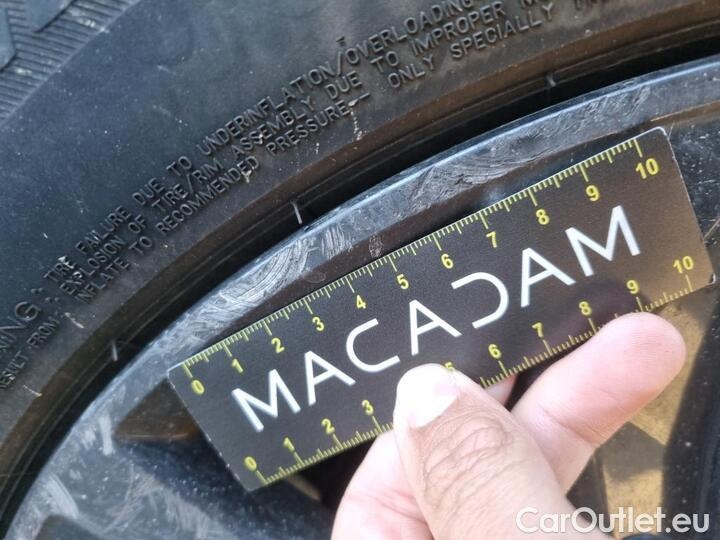 TIRE FAILURE DUE TO UNDERINFLATION/OVERLOADING
EXPLOSION OF TIRE/RIM ASSEMBLY DUE TO IMPROPER
INFLATE TO RECOMMENDED PRESSURE ONLY SPECIALLY
RESULT FROM:
0 1 2 3 4 5 6 7 8 9 10
MACADAM
0 1 2 3 5 6 7 8 9 10
CarOutlet.eu